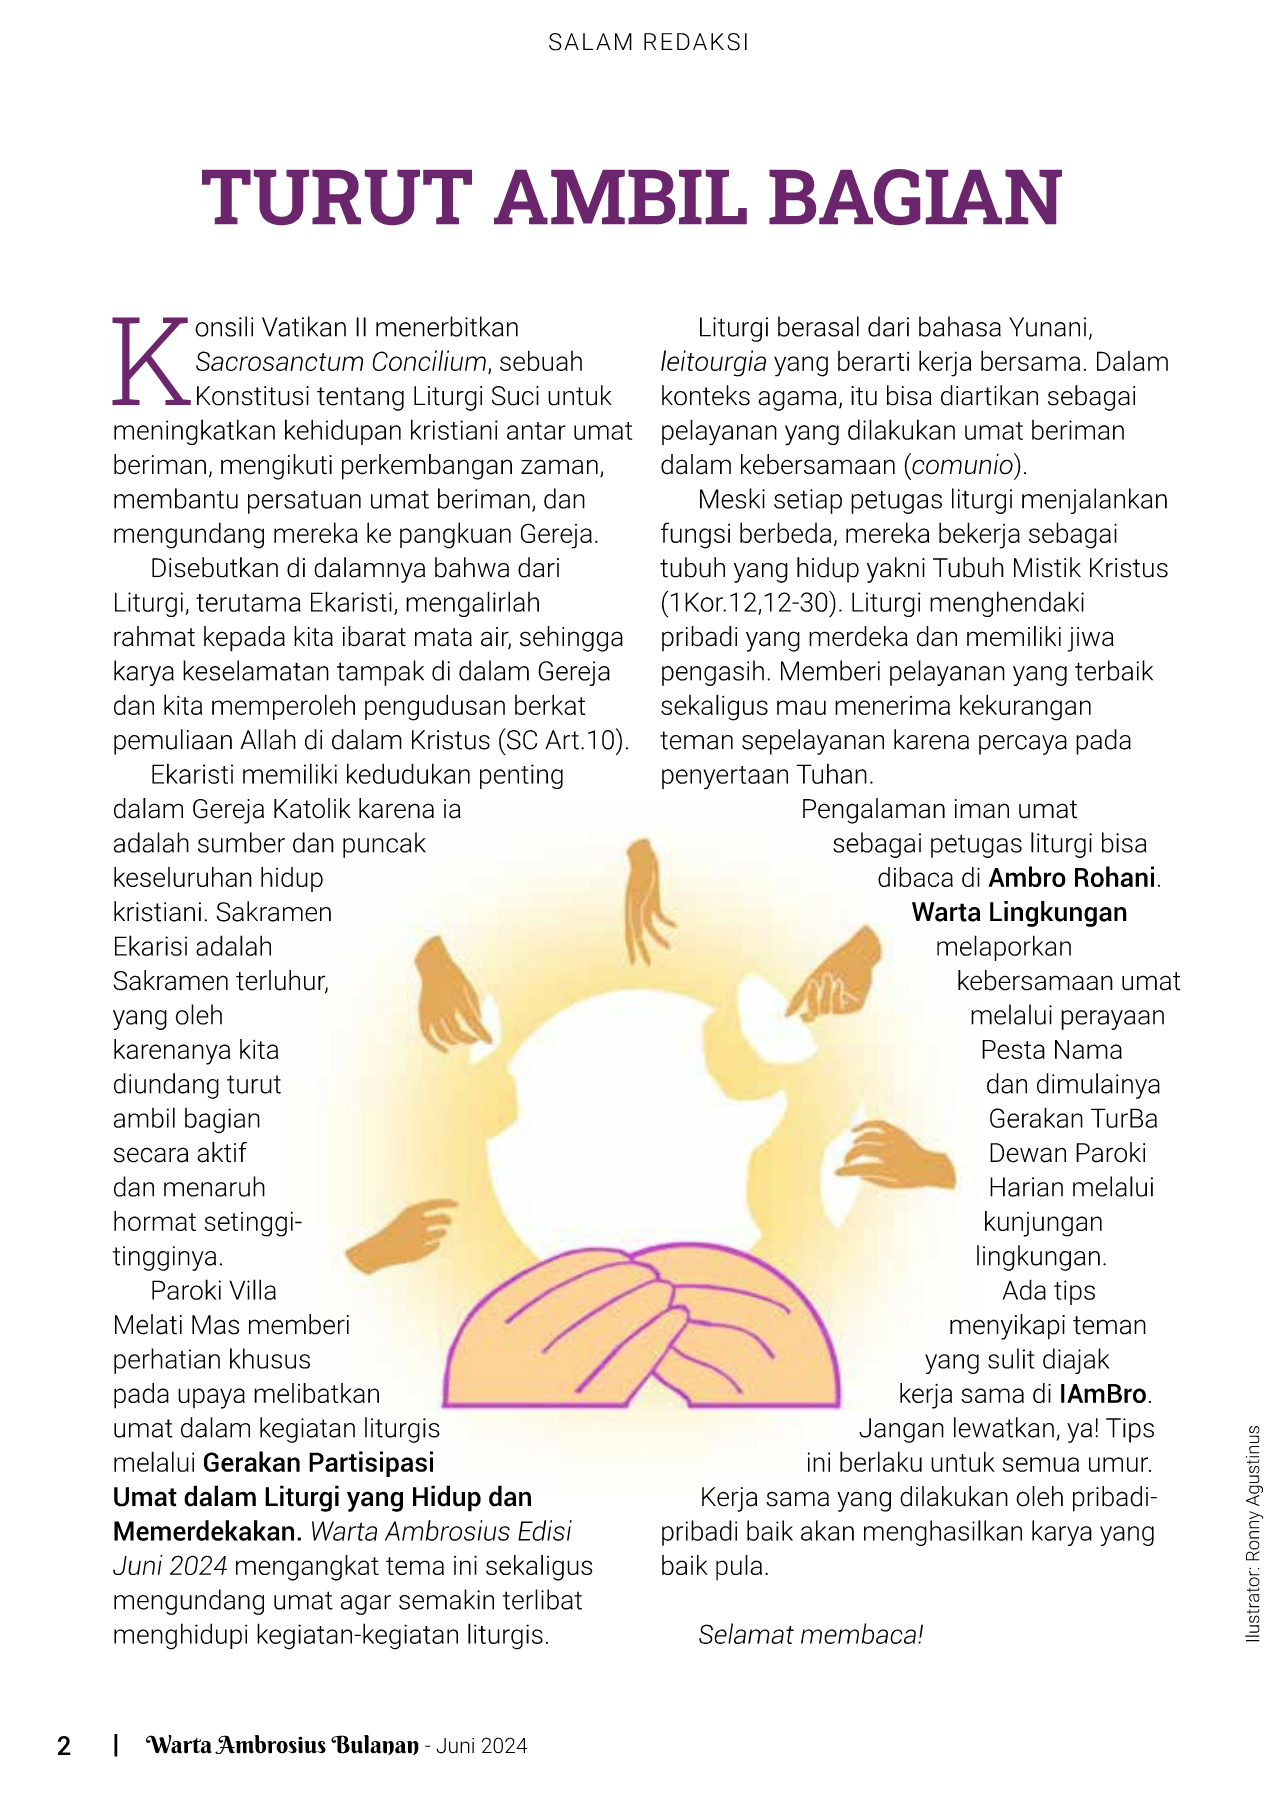 SALAM REDAKSI
TURUT AMBIL BAGIAN
Konsili Vatikan II menerbitkan
Sacrosanctum Concilium, sebuah
Konstitusi tentang Liturgi Suci untuk
meningkatkan kehidupan kristiani antar umat
beriman, mengikuti perkembangan zaman,
membantu persatuan umat beriman, dan
mengundang mereka ke pangkuan Gereja.
Disebutkan di dalamnya bahwa dari
Liturgi, terutama Ekaristi, mengalirlah
rahmat kepada kita ibarat mata air, sehingga
karya keselamatan tampak di dalam Gereja
dan kita memperoleh pengudusan berkat
pemuliaan Allah di dalam Kristus (SC Art.10).
Ekaristi memiliki kedudukan penting
dalam Gereja Katolik karena ia
adalah sumber dan puncak
keseluruhan hidup
kristiani. Sakramen
Ekarisi adalah
Sakramen terluhur,
yang oleh
karenanya kita
diundang turut
ambil bagian
secara aktif
dan menaruh
hormat setinggi-
tingginya.
Paroki Villa
Melati Mas memberi
perhatian khusus
pada upaya melibatkan
umat dalam kegiatan liturgis
melalui Gerakan Partisipasi
Umat dalam Liturgi yang Hidup dan
Memerdekakan. Warta Ambrosius Edisi
Juni 2024 mengangkat tema ini sekaligus
mengundang umat agar semakin terlibat
menghidupi kegiatan-kegiatan liturgis.
Liturgi berasal dari bahasa Yunani,
leitourgia yang berarti kerja bersama. Dalam
konteks agama, itu bisa diartikan sebagai
pelayanan yang dilakukan umat beriman
dalam kebersamaan (comunio).
Meski setiap petugas liturgi menjalankan
fungsi berbeda, mereka bekerja sebagai
tubuh yang hidup yakni Tubuh Mistik Kristus
(1Kor.12,12-30). Liturgi menghendaki
pribadi yang merdeka dan memiliki jiwa
pengasih. Memberi pelayanan yang terbaik
sekaligus mau menerima kekurangan
teman sepelayanan karena percaya pada
penyertaan Tuhan.
Pengalaman iman umat
sebagai petugas liturgi bisa
dibaca di Ambro Rohani.
Warta Lingkungan
melaporkan
kebersamaan umat
melalui perayaan
Pesta Nama
dan dimulainya
Gerakan TurBa
Dewan Paroki
Harian melalui
kunjungan
lingkungan.
Ada tips
menyikapi teman
yang sulit diajak
kerja sama di IAmBro.
Jangan lewatkan, ya! Tips
ini berlaku untuk semua umur.
Kerja sama yang dilakukan oleh pribadi-
pribadi baik akan menghasilkan karya yang
baik pula.
Selamat membaca!
Ilustrator: Ronny Agustinus
2 | Warta Ambrosius Bulanan - Juni 2024